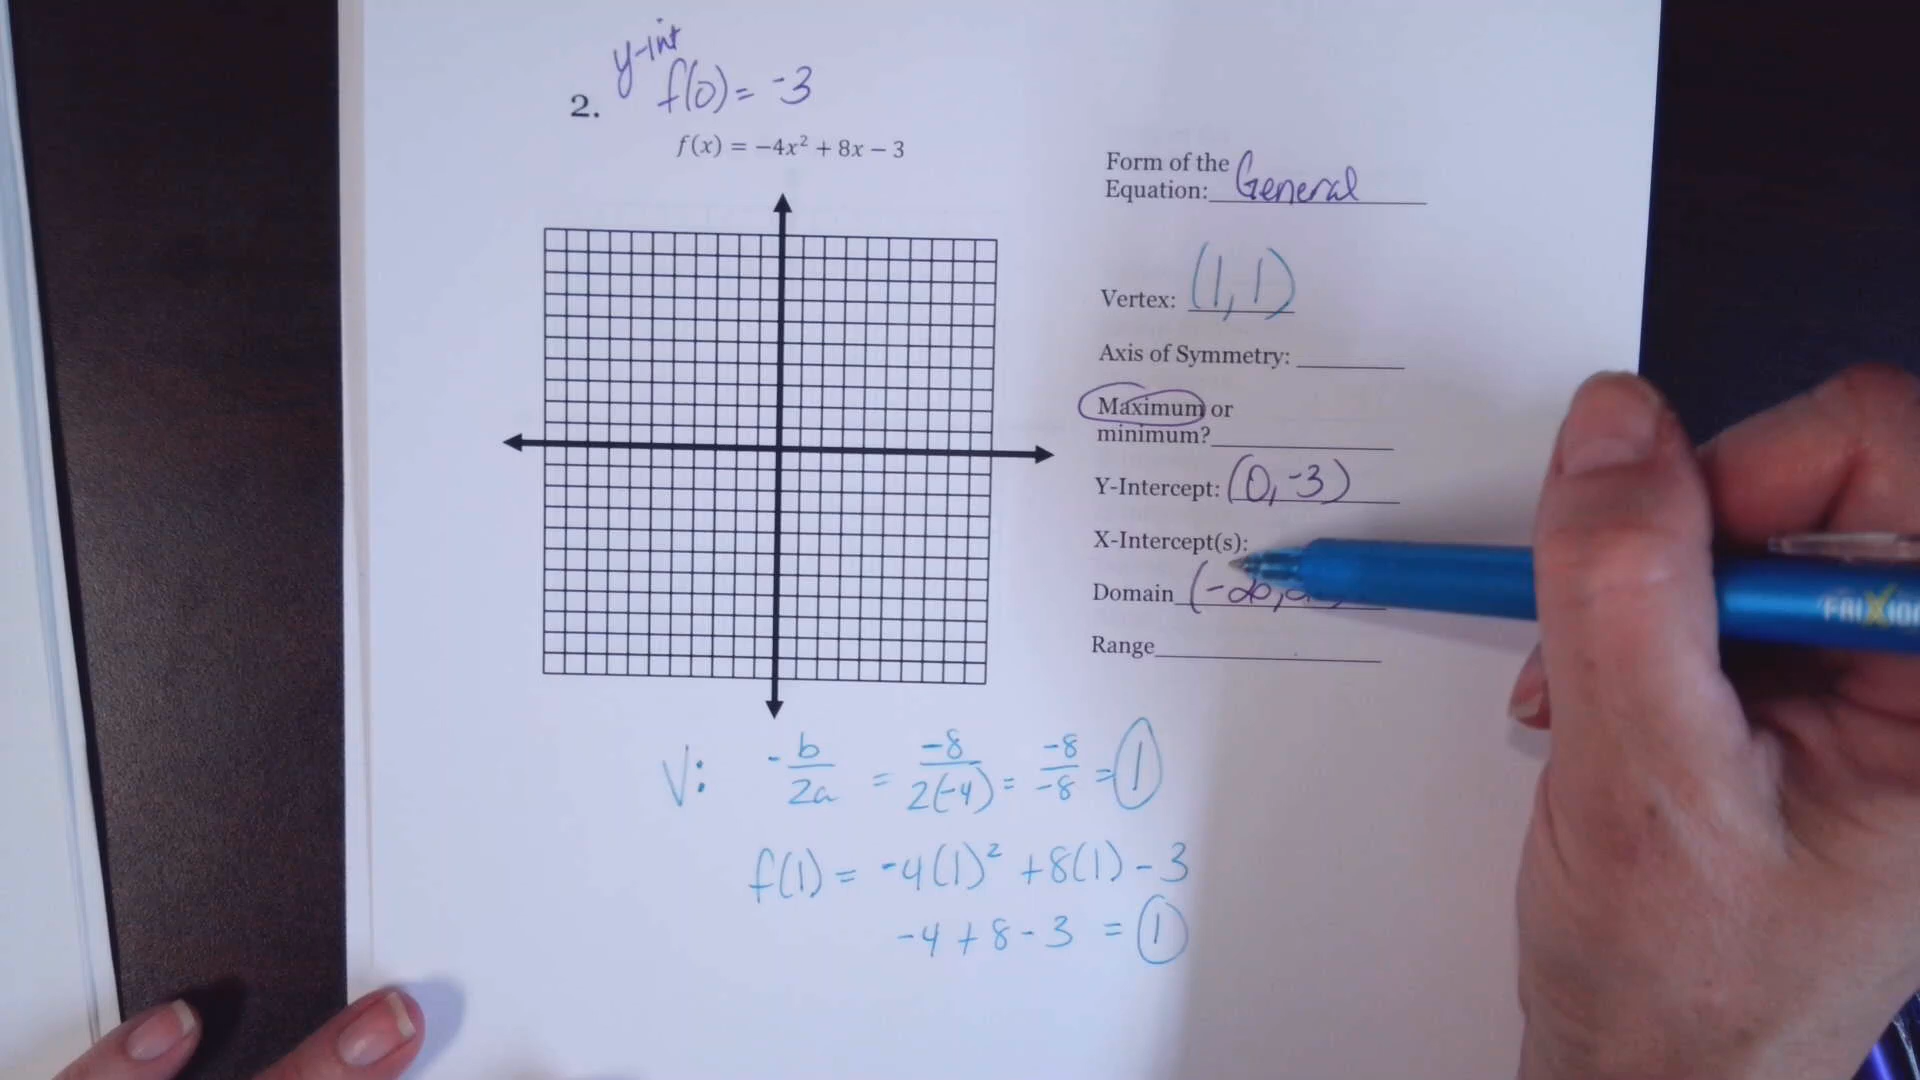 y-int
2. f(0) = -3
f(x) = −4x² + 8x − 3
Form of the
Equation: General
Vertex: (1, 1)
Axis of Symmetry:
Maximum or
minimum?
Y-Intercept: (0, -3)
X-Intercept(s):
Domain (-∞,
Range
V: -b/2a = -8/2(-4) = -8/-8 = 1
f(1) = -4(1)² + 8(1) - 3
-4 + 8 - 3 = 1
FRIXION